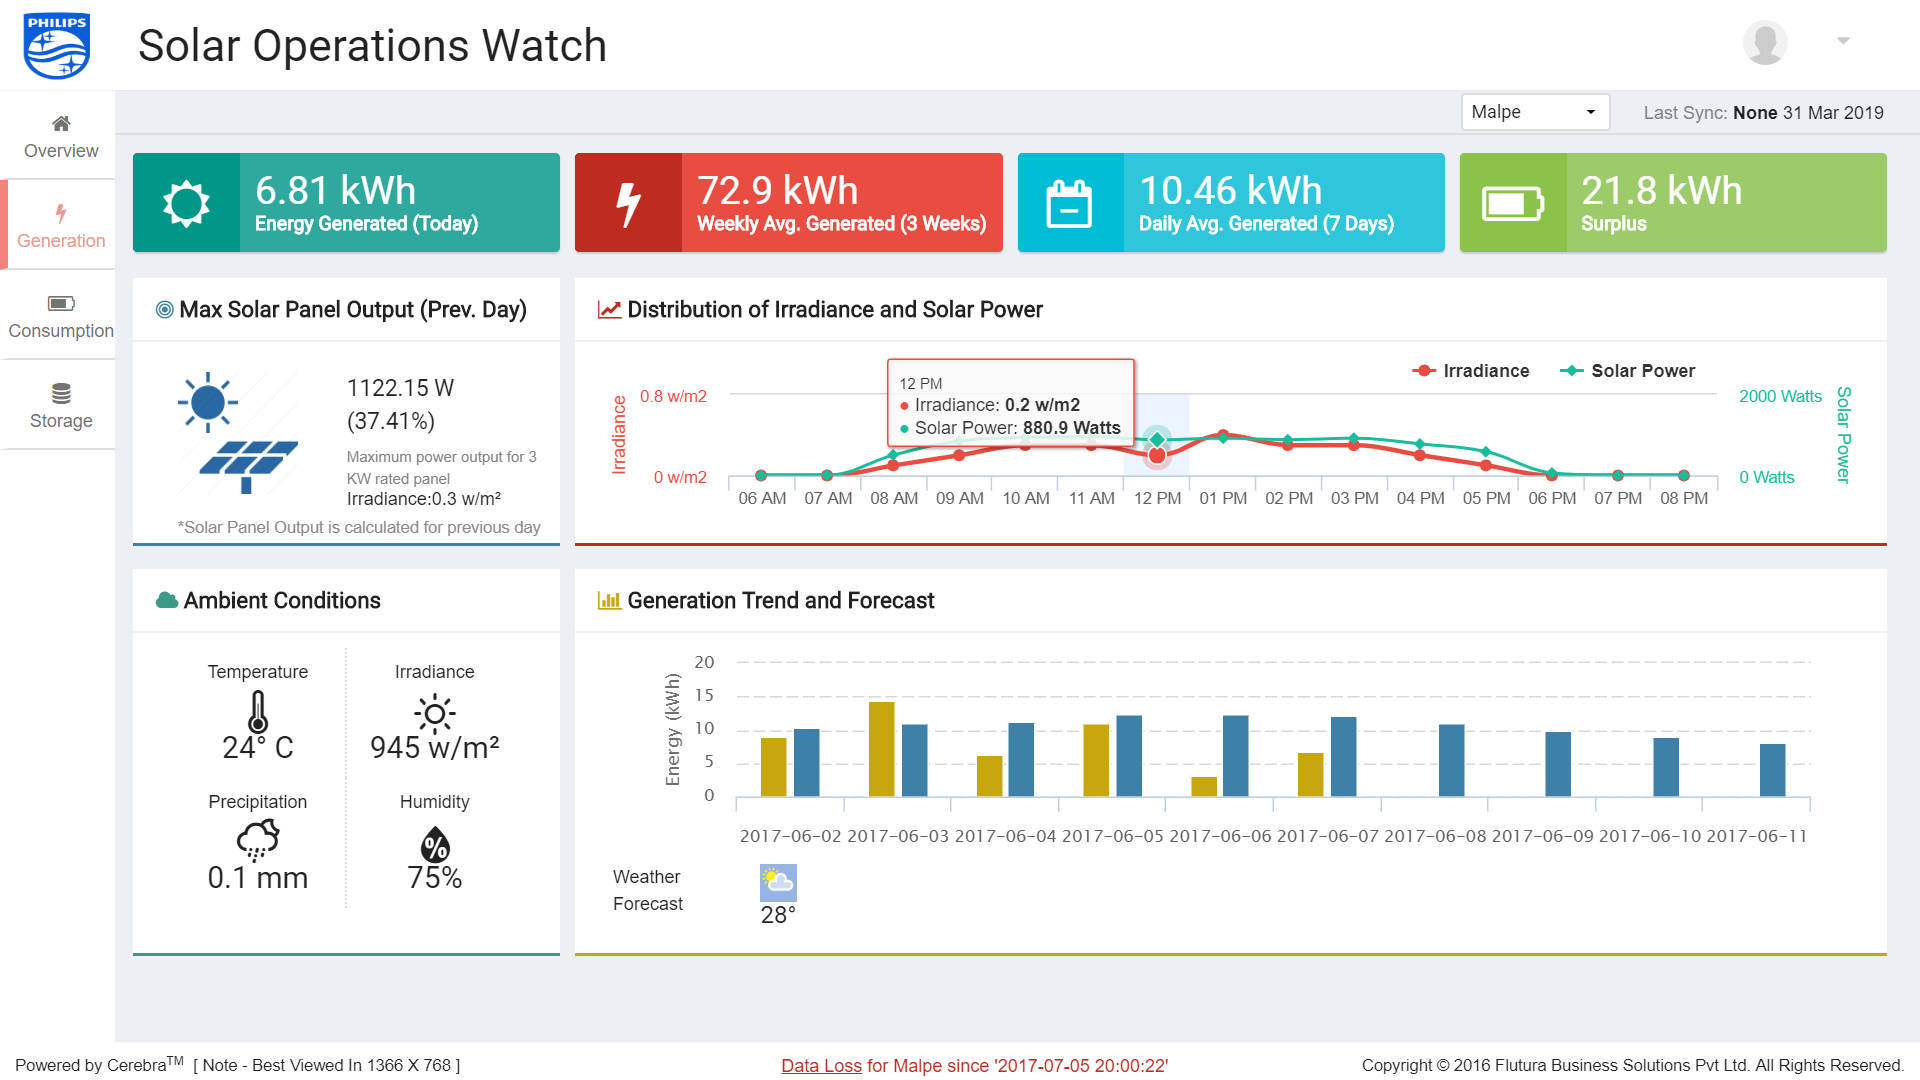 PHILIPS
Solar Operations Watch
Malpe
Last Sync: None 31 Mar 2019
Overview
Generation
Consumption
Storage
6.81 kWh
Energy Generated (Today)
72.9 kWh
Weekly Avg. Generated (3 Weeks)
10.46 kWh
Daily Avg. Generated (7 Days)
21.8 kWh
Surplus
Max Solar Panel Output (Prev. Day)
1122.15 W
(37.41%)
Maximum power output for 3
KW rated panel
Irradiance:0.3 w/m²
*Solar Panel Output is calculated for previous day
Distribution of Irradiance and Solar Power
Irradiance Solar Power
Irradiance
0.8 w/m2
0 w/m2
12 PM
Irradiance: 0.2 w/m2
Solar Power: 880.9 Watts
2000 Watts
0 Watts
Solar Power
06 AM 07 AM 08 AM 09 AM 10 AM 11 AM 12 PM 01 PM 02 PM 03 PM 04 PM 05 PM 06 PM 07 PM 08 PM
Ambient Conditions
Temperature
24° C
Irradiance
945 w/m²
Precipitation
0.1 mm
Humidity
%
75%
Generation Trend and Forecast
Energy (kWh)
20
15
10
5
0
2017-06-02 2017-06-03 2017-06-04 2017-06-05 2017-06-06 2017-06-07 2017-06-08 2017-06-09 2017-06-10 2017-06-11
Weather
Forecast
28°
Powered by Cerebra™ [ Note - Best Viewed In 1366 X 768 ]
Data Loss for Malpe since '2017-07-05 20:00:22'
Copyright © 2016 Flutura Business Solutions Pvt Ltd. All Rights Reserved.